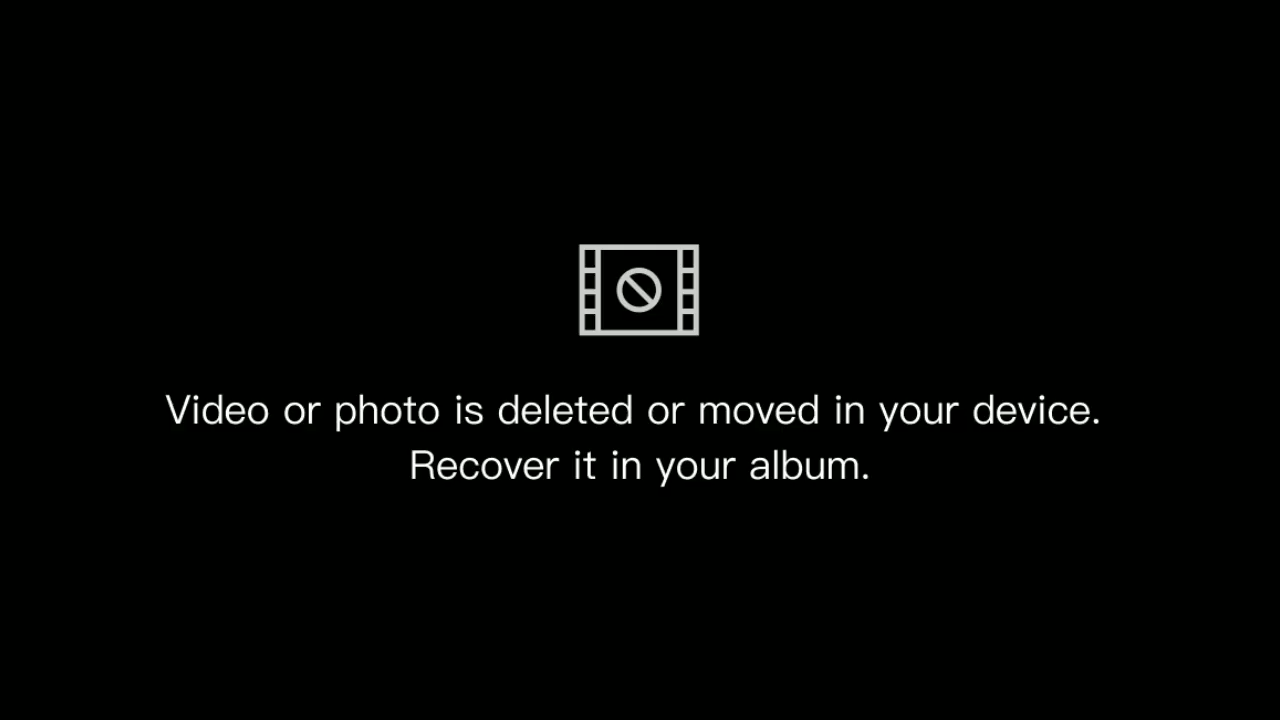 Video or photo is deleted or moved in your device.
Recover it in your album.